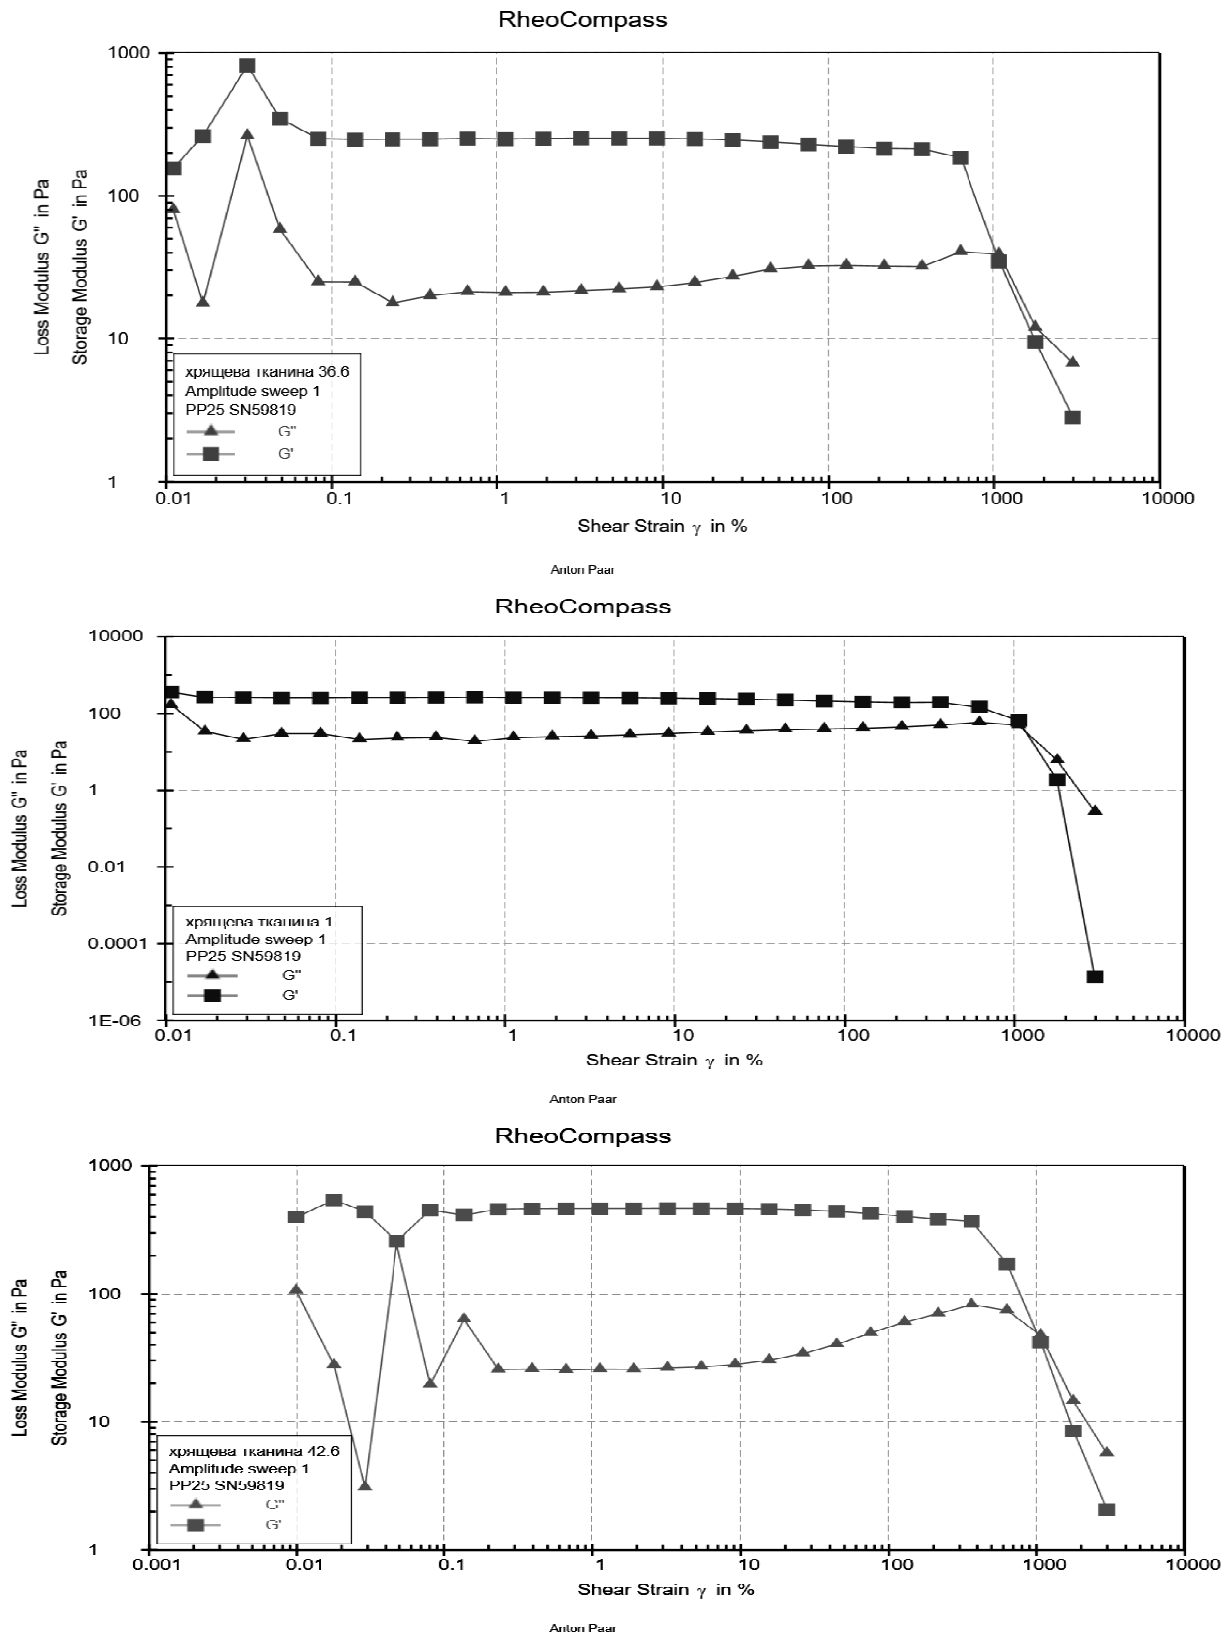 RheoCompass
1000
100
10
1
Loss Modulus G" in Pa
Storage Modulus G' in Pa
хрящева тканина 36.6
Amplitude sweep 1
PP25 SN59819
G"
G'
0.01 0.1 1 10 100 1000 10000
Shear Strain γ in %
Anton Paar
RheoCompass
10000
100
1
0.01
0.0001
1E-06
Loss Modulus G" in Pa
Storage Modulus G' in Pa
хрящева тканина 1
Amplitude sweep 1
PP25 SN59819
G"
G'
0.01 0.1 1 10 100 1000 10000
Shear Strain γ in %
Anton Paar
RheoCompass
1000
100
10
1
Loss Modulus G" in Pa
Storage Modulus G' in Pa
хрящева тканина 42.6
Amplitude sweep 1
PP25 SN59819
G"
G'
0.001 0.01 0.1 1 10 100 1000 10000
Shear Strain γ in %
Anton Paar